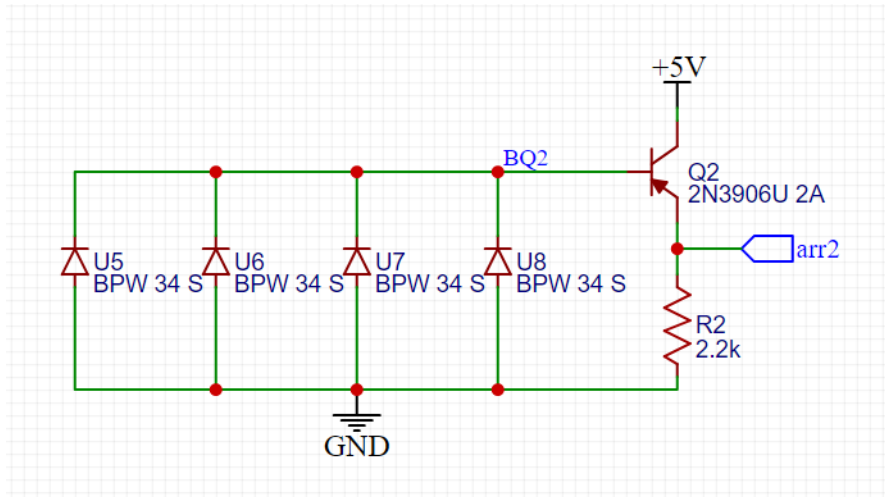 +5V
BQ2
Q2
2N3906U 2A
arr2
U5
BPW 34 S
U6
BPW 34 S
U7
BPW 34 S
U8
BPW 34 S
R2
2.2k
GND